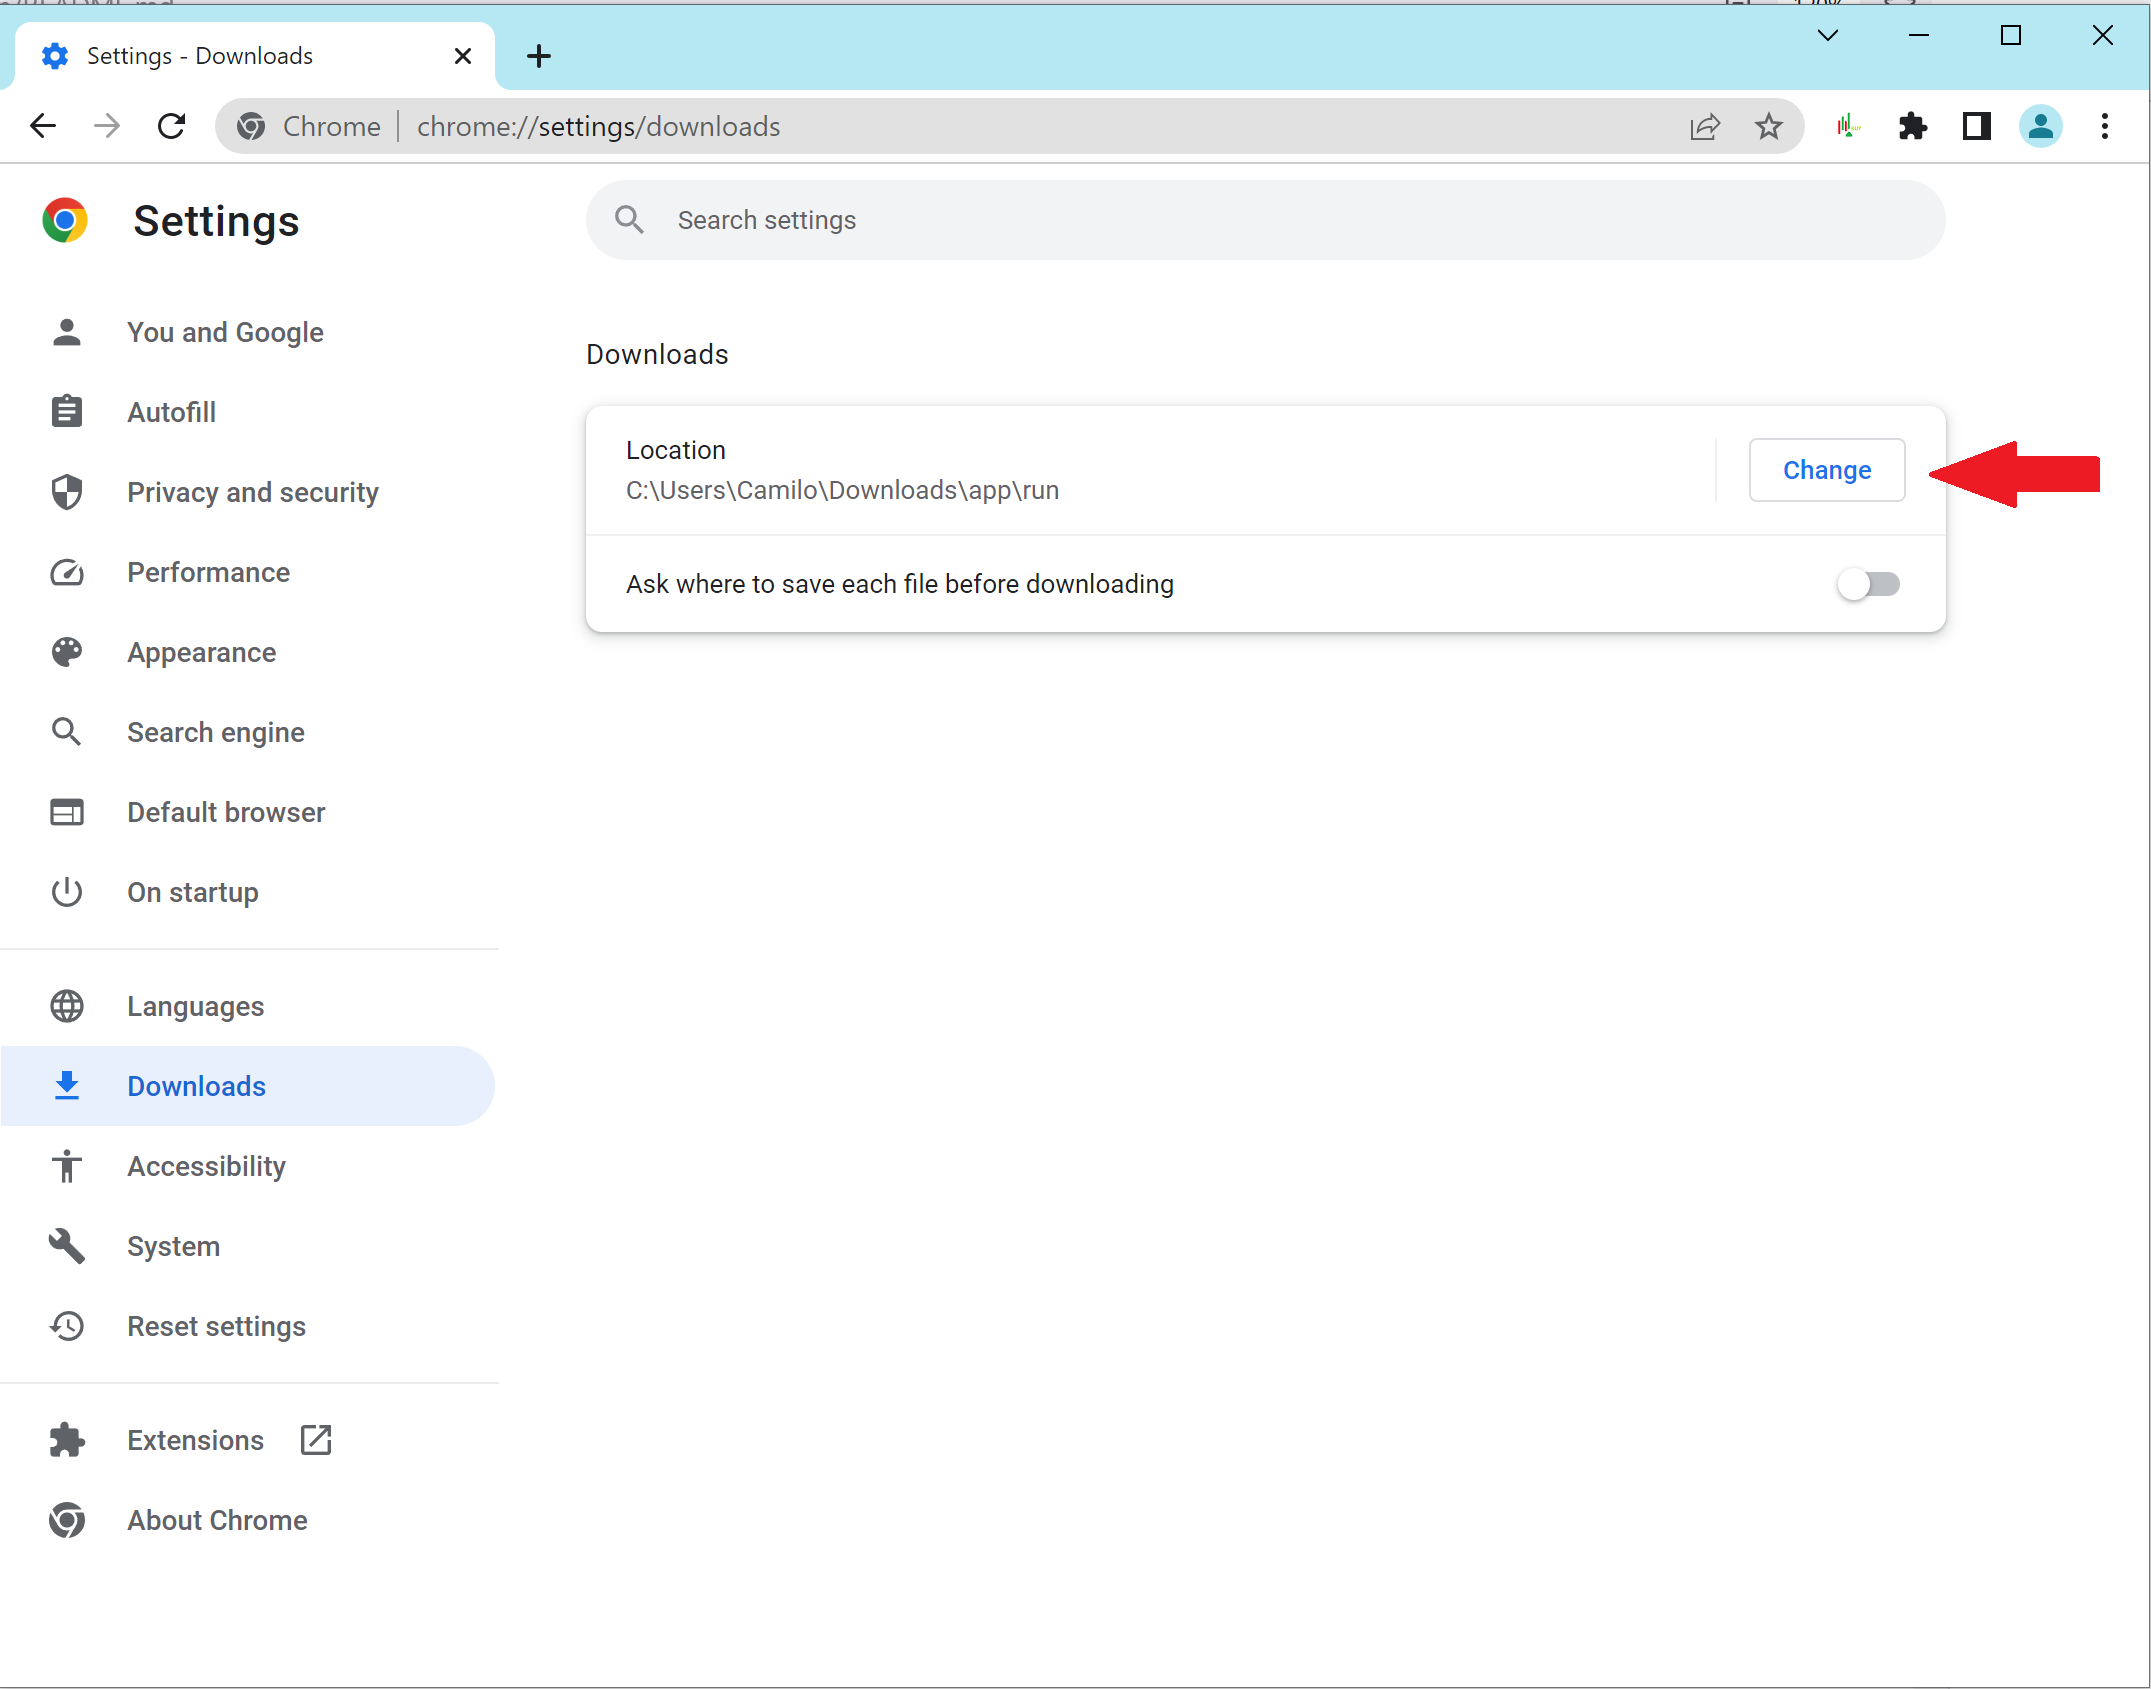 Settings - Downloads
Chrome
chrome://settings/downloads
Settings
Search settings
You and Google
Autofill
Privacy and security
Performance
Appearance
Search engine
Default browser
On startup
Languages
Downloads
Accessibility
System
Reset settings
Extensions
About Chrome
Downloads
Location
C:\Users\Camilo\Downloads\app\run
Change
Ask where to save each file before downloading